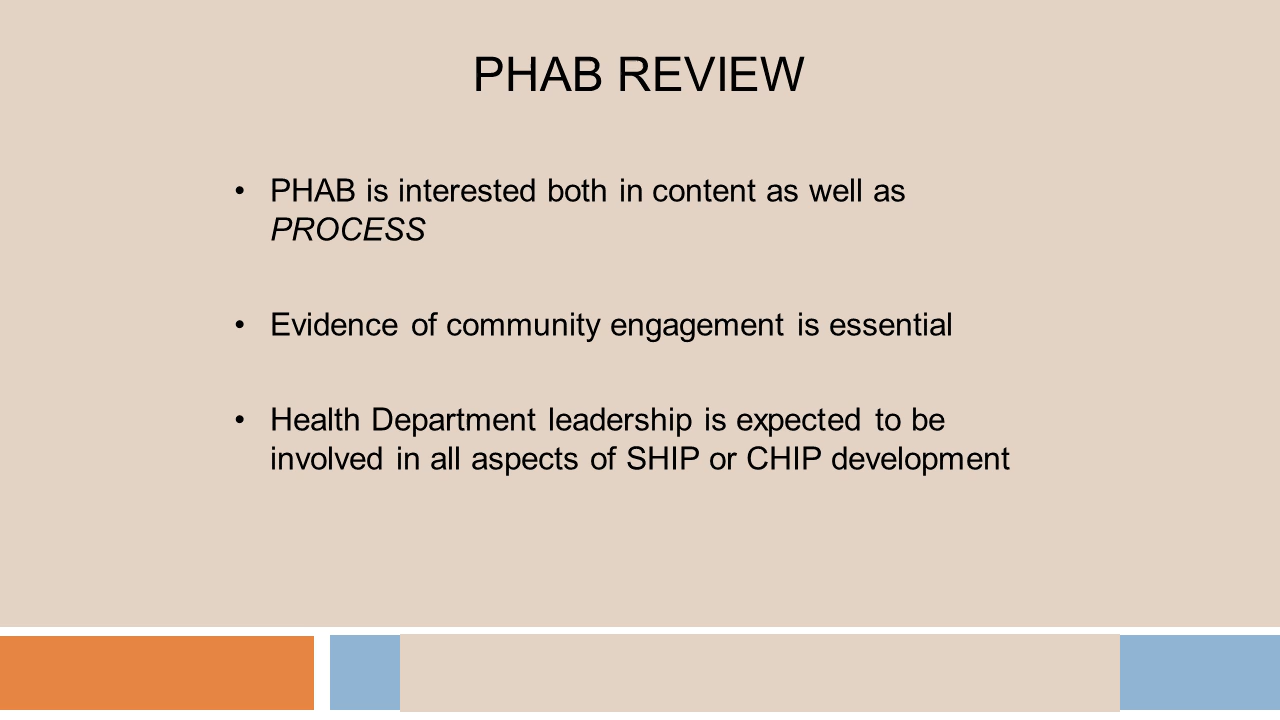 PHAB REVIEW
• PHAB is interested both in content as well as
PROCESS
• Evidence of community engagement is essential
• Health Department leadership is expected to be
involved in all aspects of SHIP or CHIP development